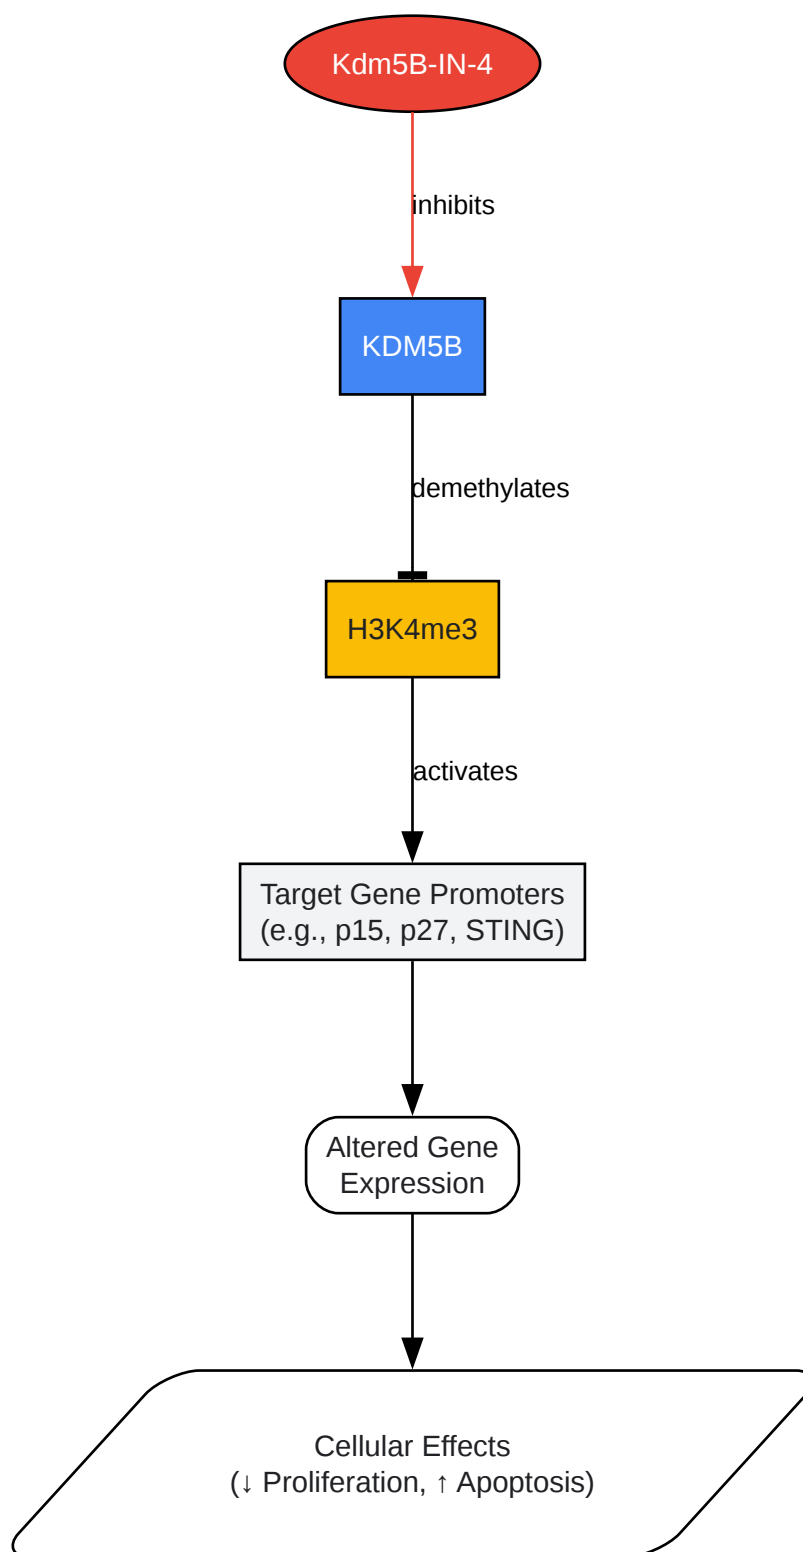 Kdm5B-IN-4
inhibits
KDM5B
demethylates
H3K4me3
activates
Target Gene Promoters
(e.g., p15, p27, STING)
Altered Gene
Expression
Cellular Effects
(↓ Proliferation, ↑ Apoptosis)